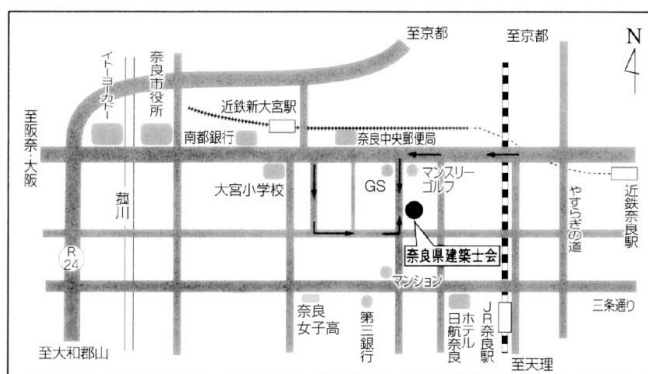 至京都
至京都
N
イトーヨーカドー
奈良市役所
近鉄新大宮駅
至阪奈・大阪
南都銀行
奈良中央郵便局
大宮小学校
GS
マンスリー
ゴルフ
菰川
やすらぎの道
近鉄奈良駅
R
24
奈良県建築士会
マンション
三条通り
奈良
女子高
第三銀行
ホテル
日航奈良
JR奈良駅
至大和郡山
至天理